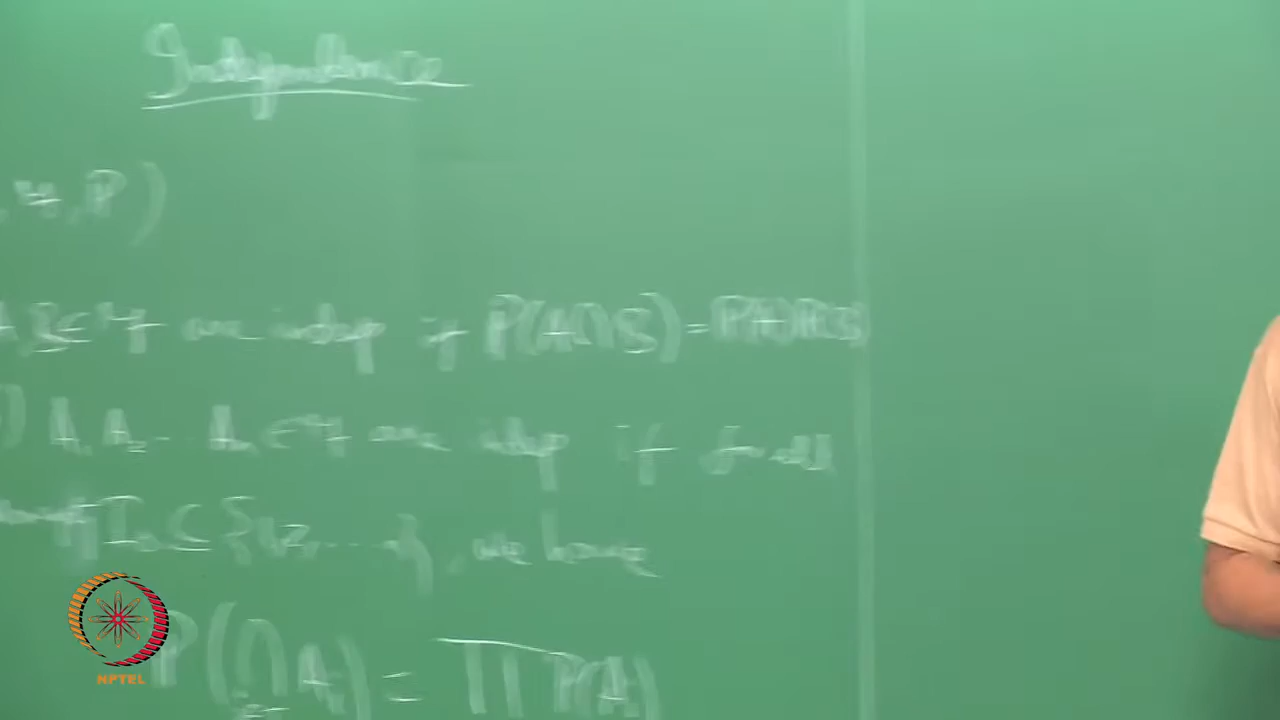 Independence
, 𝓕, P)
A, B ∈ 𝓕 are indep if P(A∩B) = P(A)P(B)
) A₁ A₂ - Aₙ ∈ 𝓕 are indep if for all
I₀ ⊂ {1, 2, ... n}, we have
P(∩ Aᵢ) = ∏ P(Aᵢ)
NPTEL